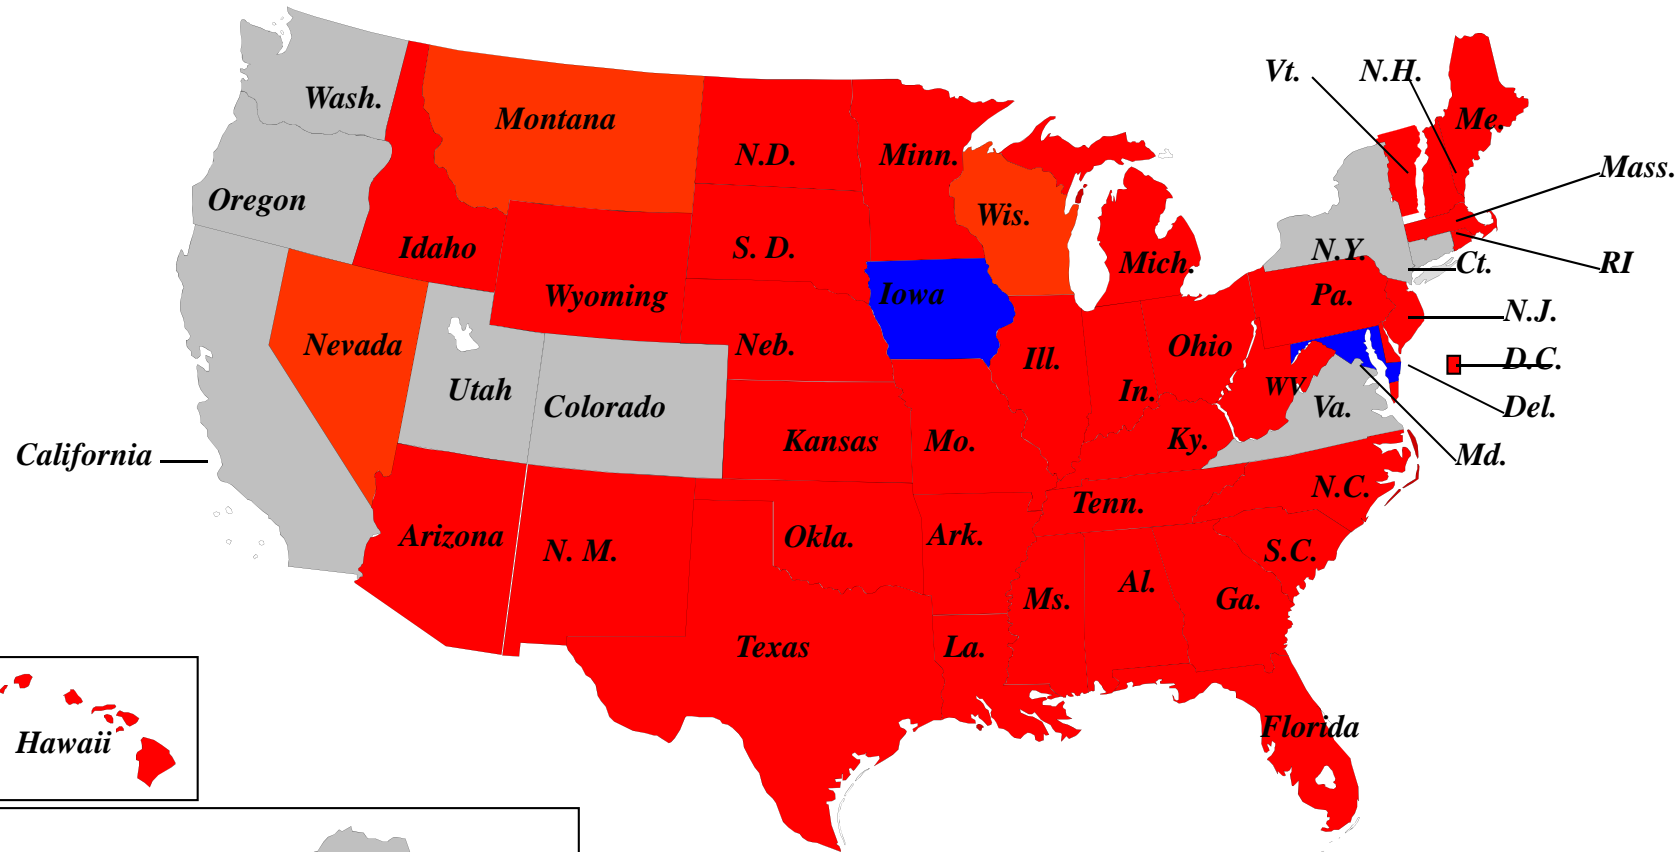 Vt.
N.H.
Wash.
Montana
Me.
N.D.
Minn.
Mass.
Oregon
Wis.
Idaho
S. D.
N.Y.
Mich.
Ct.
RI
Wyoming
Iowa
Pa.
N.J.
Nevada
Neb.
Ill.
Ohio
D.C.
Utah
Colorado
In.
WV
Va.
Del.
California
Kansas
Mo.
Ky.
Md.
N.C.
Tenn.
Arizona
N. M.
Okla.
Ark.
S.C.
Ms.
Al.
Ga.
Texas
La.
Florida
Hawaii